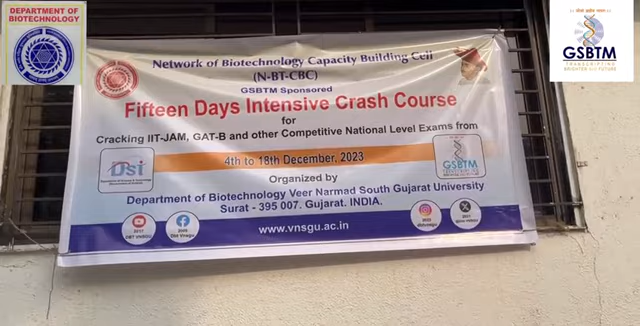 DEPARTMENT OF
BIOTECHNOLOGY
GSBTM
Network of Biotechnology Capacity Building Cell
(N-BT-CBC)
GSBTM Sponsored
Fifteen Days Intensive Crash Course
for
Cracking IIT-JAM, GAT-B and other Competitive National Level Exams from
4th to 18th December, 2023
Dsi
GSBTM
Organized by
Department of Biotechnology Veer Narmad South Gujarat University
Surat - 395 007. Gujarat. INDIA.
www.vnsgu.ac.in